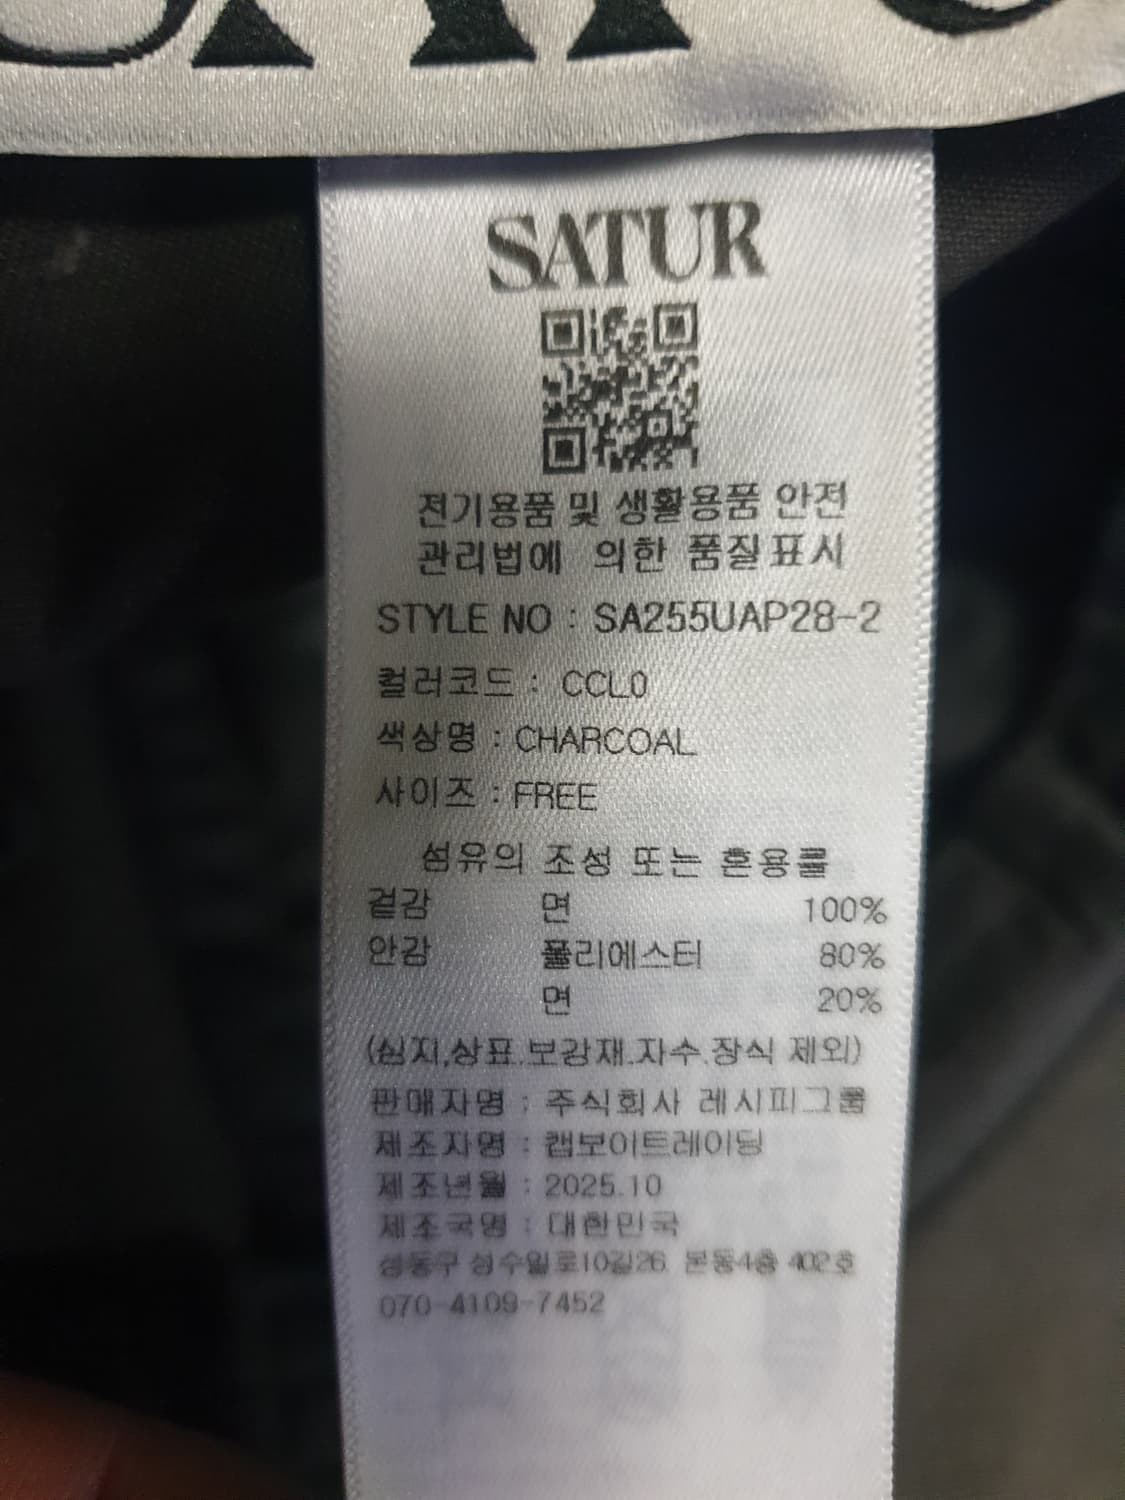 SATUR
전기용품 및 생활용품 안전
관리법에 의한 품질표시
STYLE NO : SA255UAP28-2
컬러코드 : CCL0
색상명 : CHARCOAL
사이즈 : FREE
섬유의 조성 또는 혼용률
겉감 면 100%
안감 폴리에스터 80%
면 20%
(심지,상표.보강재.자수.장식 제외)
판매자명 : 주식회사 레시피그룹
제조자명 : 캡보이트레이딩
제조년월 : 2025.10
제조국명 : 대한민국
성동구 성수일로10길26. 본동4층 402호
070-4109-7452